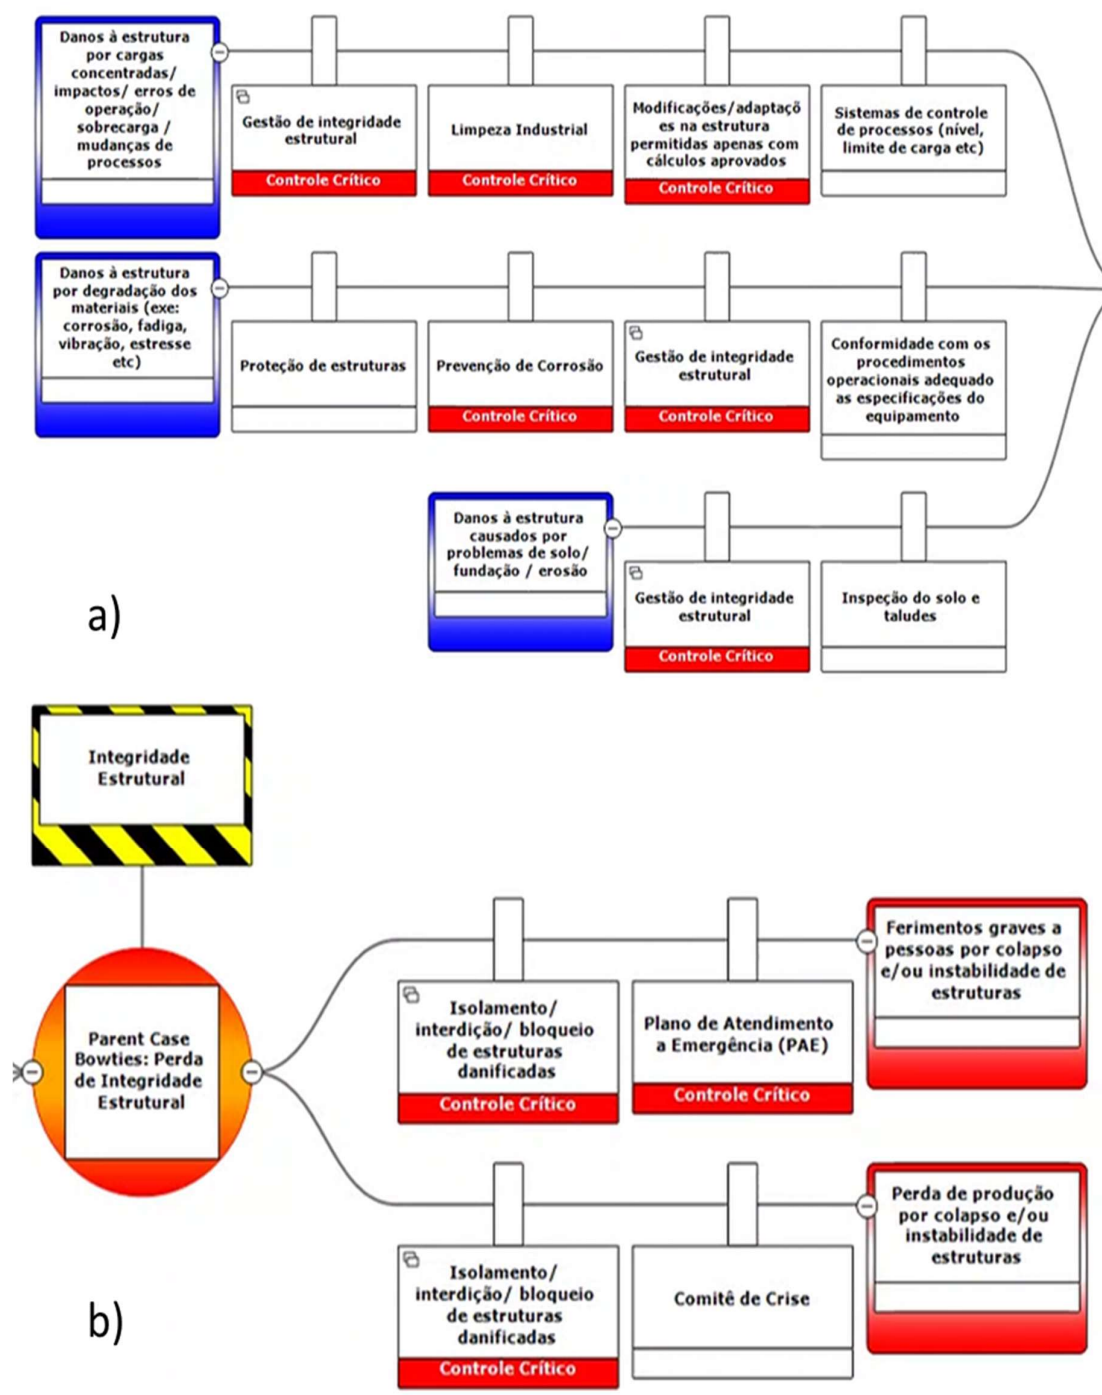 Danos à estrutura
por cargas
concentradas/
impactos/ erros de
operação/
sobrecarga /
mudanças de
processos
Gestão de integridade
estrutural
Controle Crítico
Limpeza Industrial
Controle Crítico
Modificações/adaptaçõ
es na estrutura
permitidas apenas com
cálculos aprovados
Controle Crítico
Sistemas de controle
de processos (nível,
limite de carga etc)
Danos à estrutura
por degradação dos
materiais (exe:
corrosão, fadiga,
vibração, estresse
etc)
Proteção de estruturas
Prevenção de Corrosão
Controle Crítico
Gestão de integridade
estrutural
Controle Crítico
Conformidade com os
procedimentos
operacionais adequado
as especificações do
equipamento
Danos à estrutura
causados por
problemas de solo/
fundação / erosão
Gestão de integridade
estrutural
Controle Crítico
Inspeção do solo e
taludes
a)
Integridade
Estrutural
Parent Case
Bowties: Perda
de Integridade
Estrutural
Isolamento/
interdição/ bloqueio
de estruturas
danificadas
Controle Crítico
Plano de Atendimento
a Emergência (PAE)
Controle Crítico
Ferimentos graves a
pessoas por colapso
e/ou instabilidade de
estruturas
Isolamento/
interdição/ bloqueio
de estruturas
danificadas
Controle Crítico
Comitê de Crise
Perda de produção
por colapso e/ou
instabilidade de
estruturas
b)